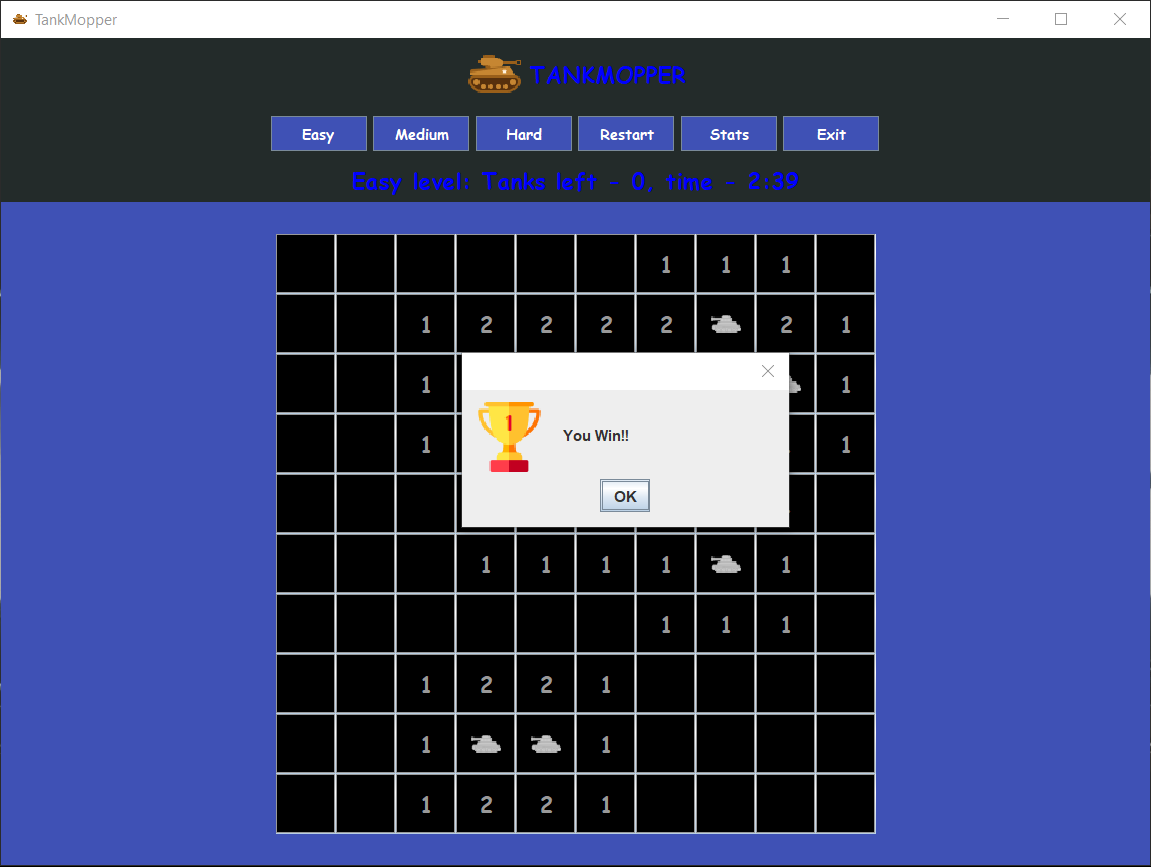 TankMopper
TANKMOPPER
Easy Medium Hard Restart Stats Exit
Easy level: Tanks left - 0, time - 2:39
1 1 1
1 2 2 2 2 2 1
1 1
1 1
1
You Win!!
OK
1 1 1 1 1
1 1 1
1 2 2 1
1 1
1 2 2 1